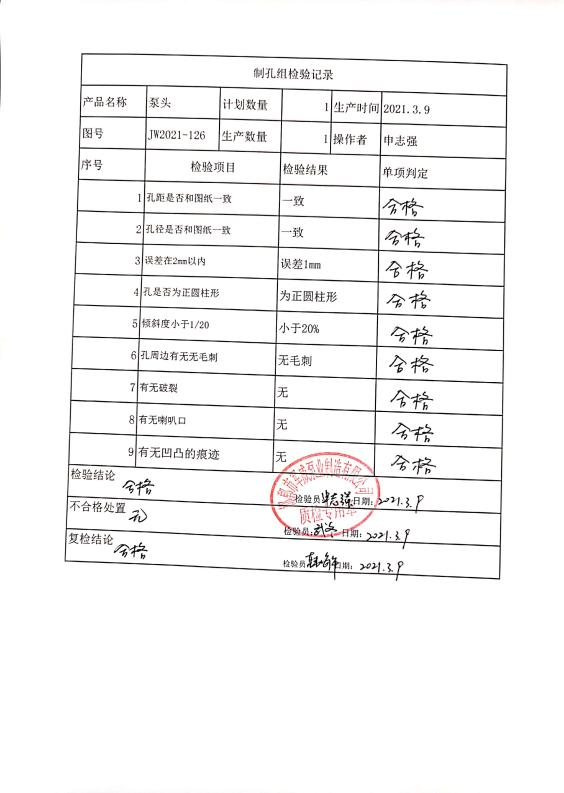 制孔组检验记录
产品名称 泵头 计划数量 1 生产时间 2021.3.9
图号 JW2021-126 生产数量 1 操作者 申志强
序号 检验项目 检验结果 单项判定
1 孔距是否和图纸一致 一致 合格
2 孔径是否和图纸一致 一致 合格
3 误差在2mm以内 误差1mm 合格
4 孔是否为正圆柱形 为正圆柱形 合格
5 倾斜度小于1/20 小于20% 合格
6 孔周边有无无毛刺 无毛刺 合格
7 有无破裂 无 合格
8 有无喇叭口 无 合格
9 有无凹凸的痕迹 无 合格
检验结论 合格
检验员 日期: 2021.3.9
不合格处置 无
质检专用章
检验员: 日期: 2021.3.9
复检结论 合格
检验员 日期: 2021.3.9